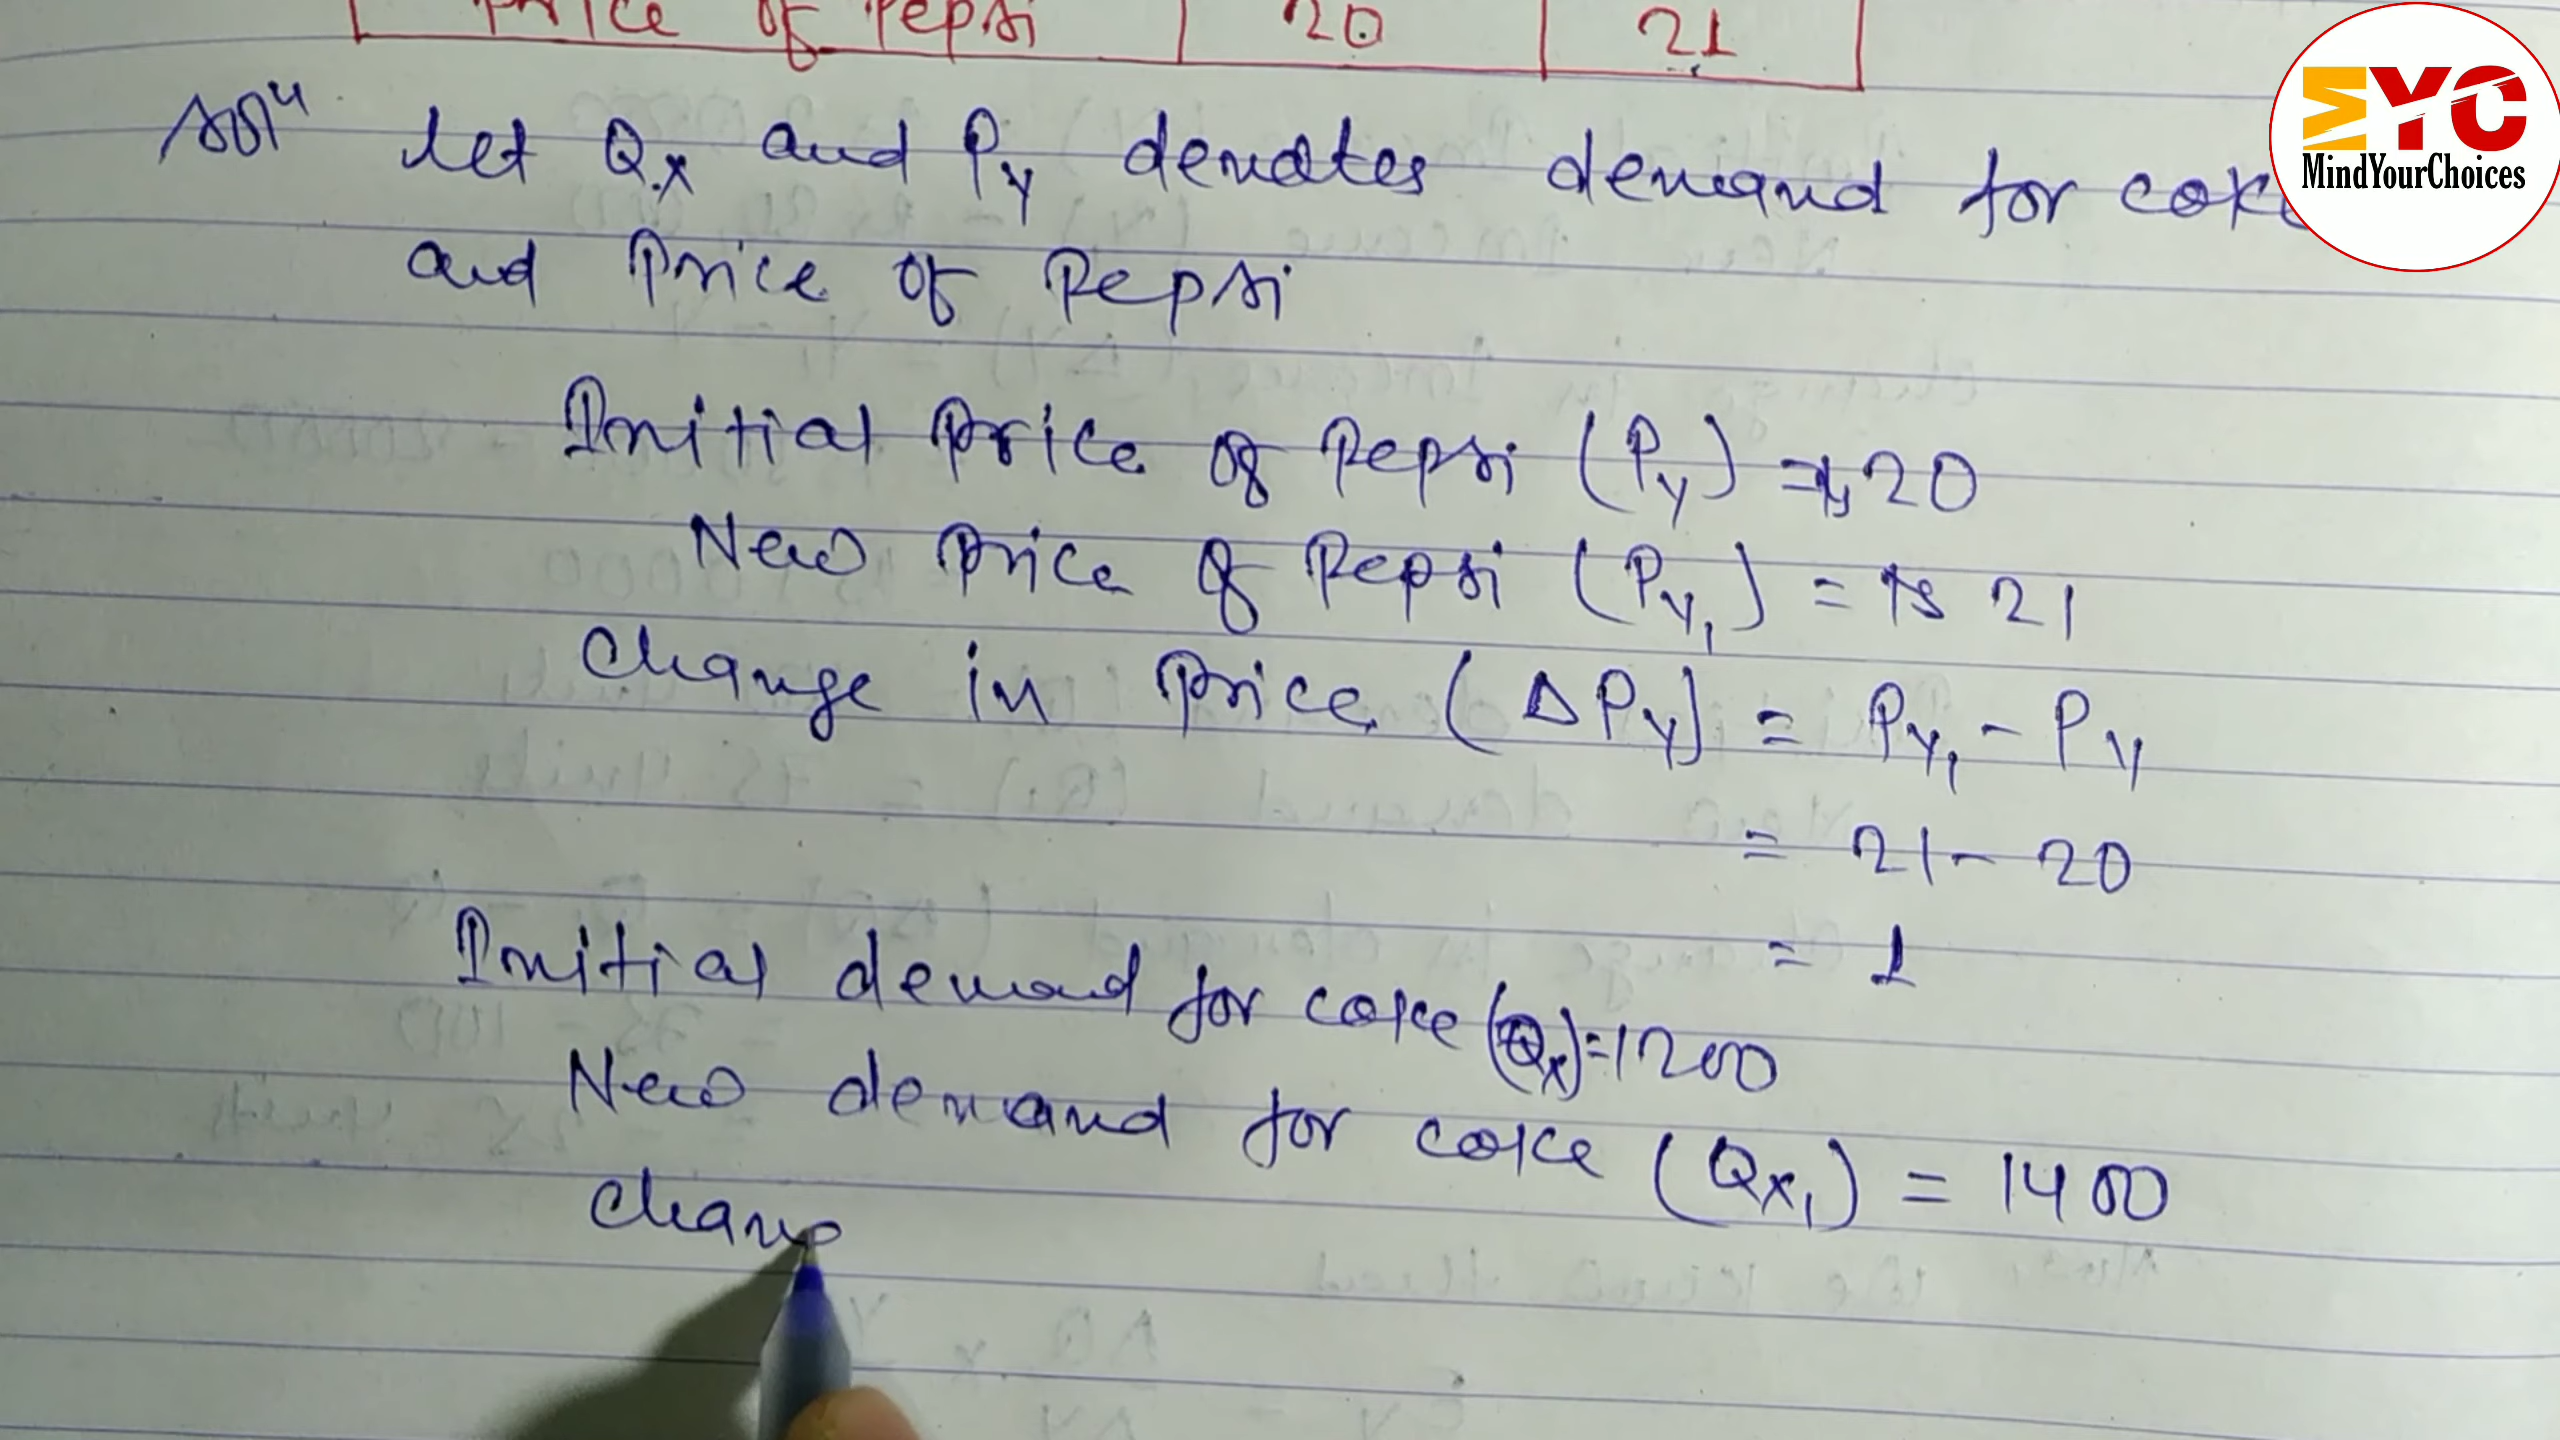 Price of Pepsi 20 21
MYC
MindYourChoices
Solⁿ Let Qx and Py denotes demand for coke
and Price of Pepsi
Initial Price of Pepsi (Py) = Rs 20
New Price of Pepsi (Py₁) = Rs 21
Change in Price (ΔPy) = Py₁ - Py
= 21 - 20
= 1
Initial demand for coke (Qx) = 1200
New demand for coke (Qx₁) = 1400